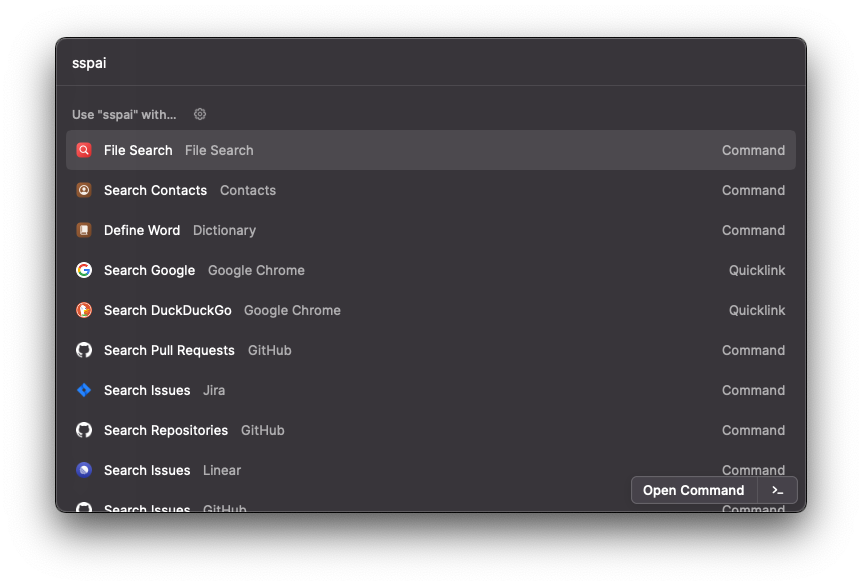 sspai
Use "sspai" with...
File Search File Search Command
Search Contacts Contacts Command
Define Word Dictionary Command
Search Google Google Chrome Quicklink
Search DuckDuckGo Google Chrome Quicklink
Search Pull Requests GitHub Command
Search Issues Jira Command
Search Repositories GitHub Command
Search Issues Linear Command
Open Command >_
Search Issues GitHub Command